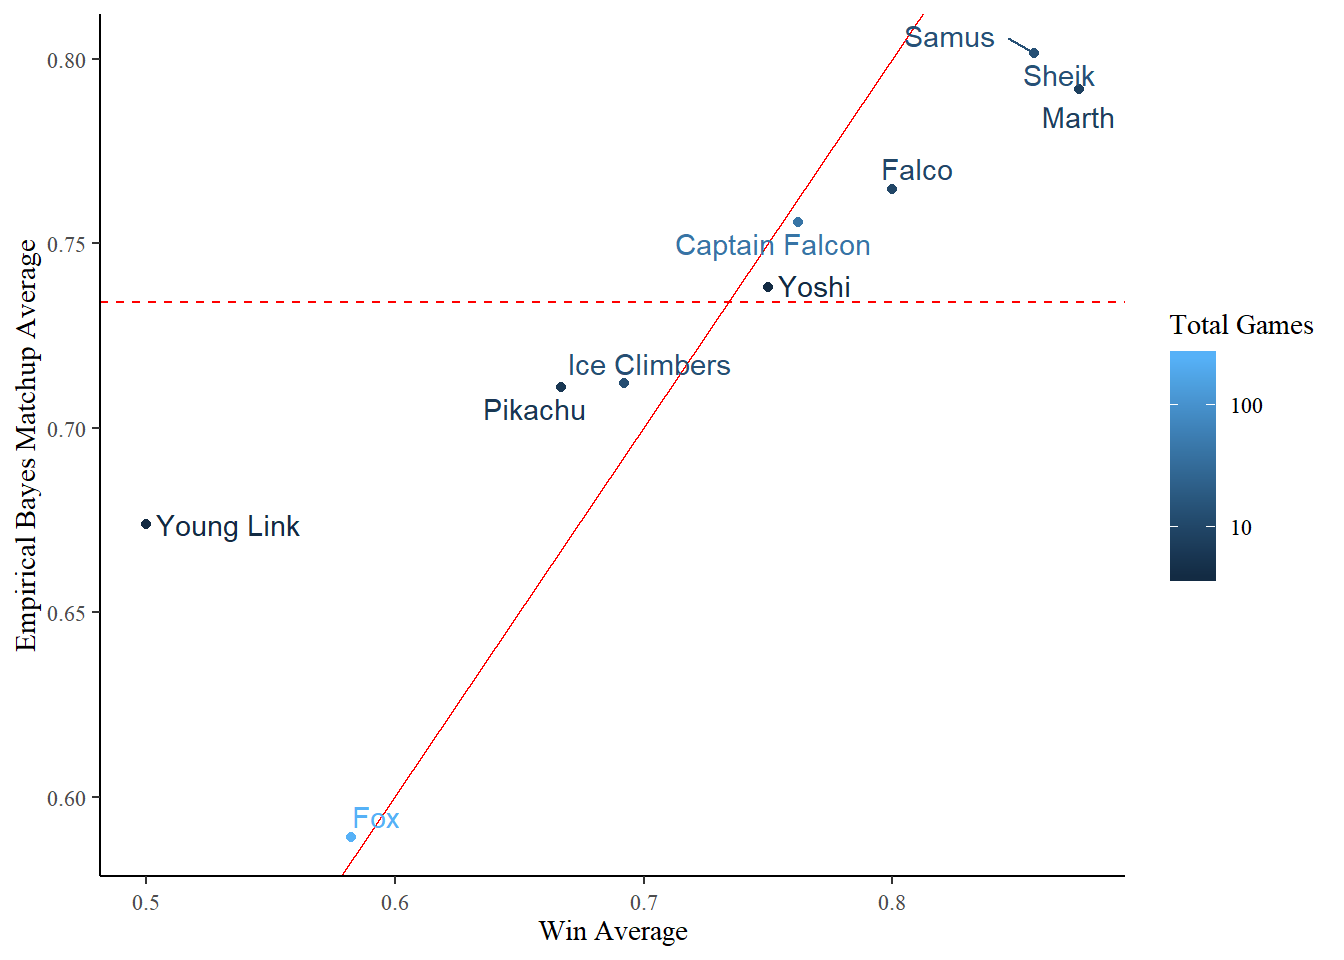 Empirical Bayes Matchup Average
0.80
0.75
0.70
0.65
0.60
Samus
Sheik
Marth
Falco
Captain Falcon
Yoshi
Ice Climbers
Pikachu
Young Link
Fox
0.5
0.6
0.7
0.8
Win Average
Total Games
100
10